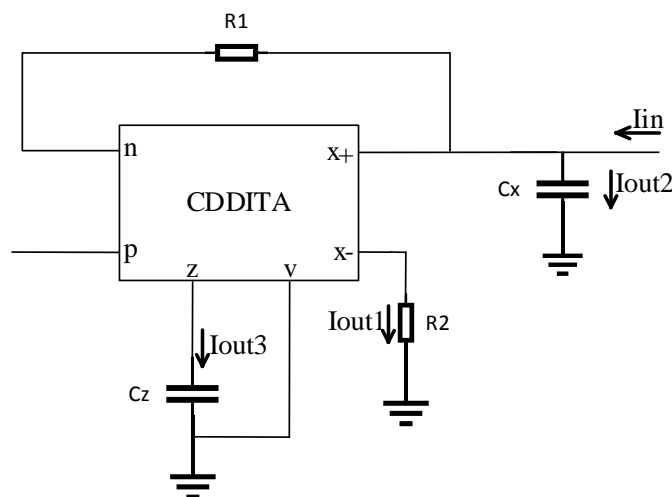 R1
Iin
n
x+
Cx
Iout2
CDDITA
p
x-
z
v
Iout1
R2
Iout3
Cz